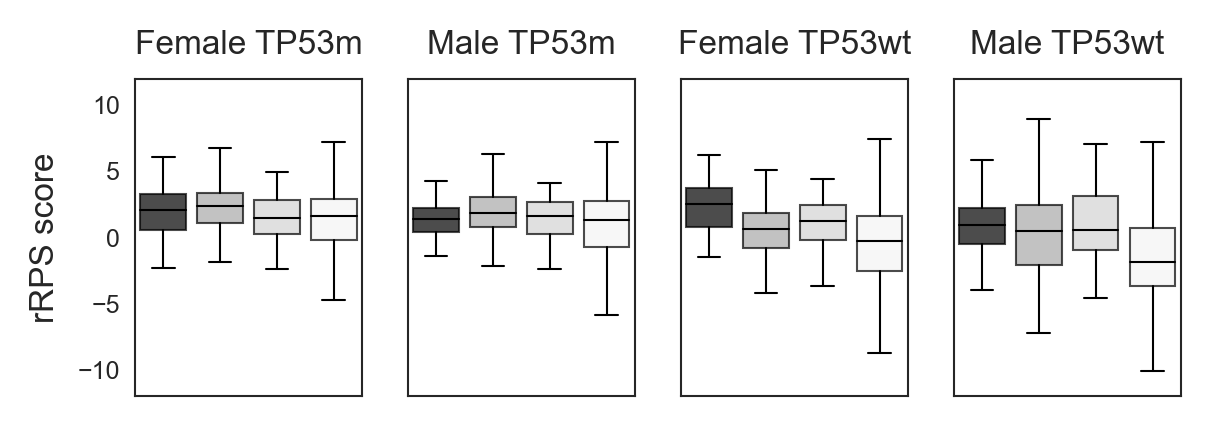 Female TP53m
Male TP53m
Female TP53wt
Male TP53wt
rRPS score
10
5
0
−5
−10